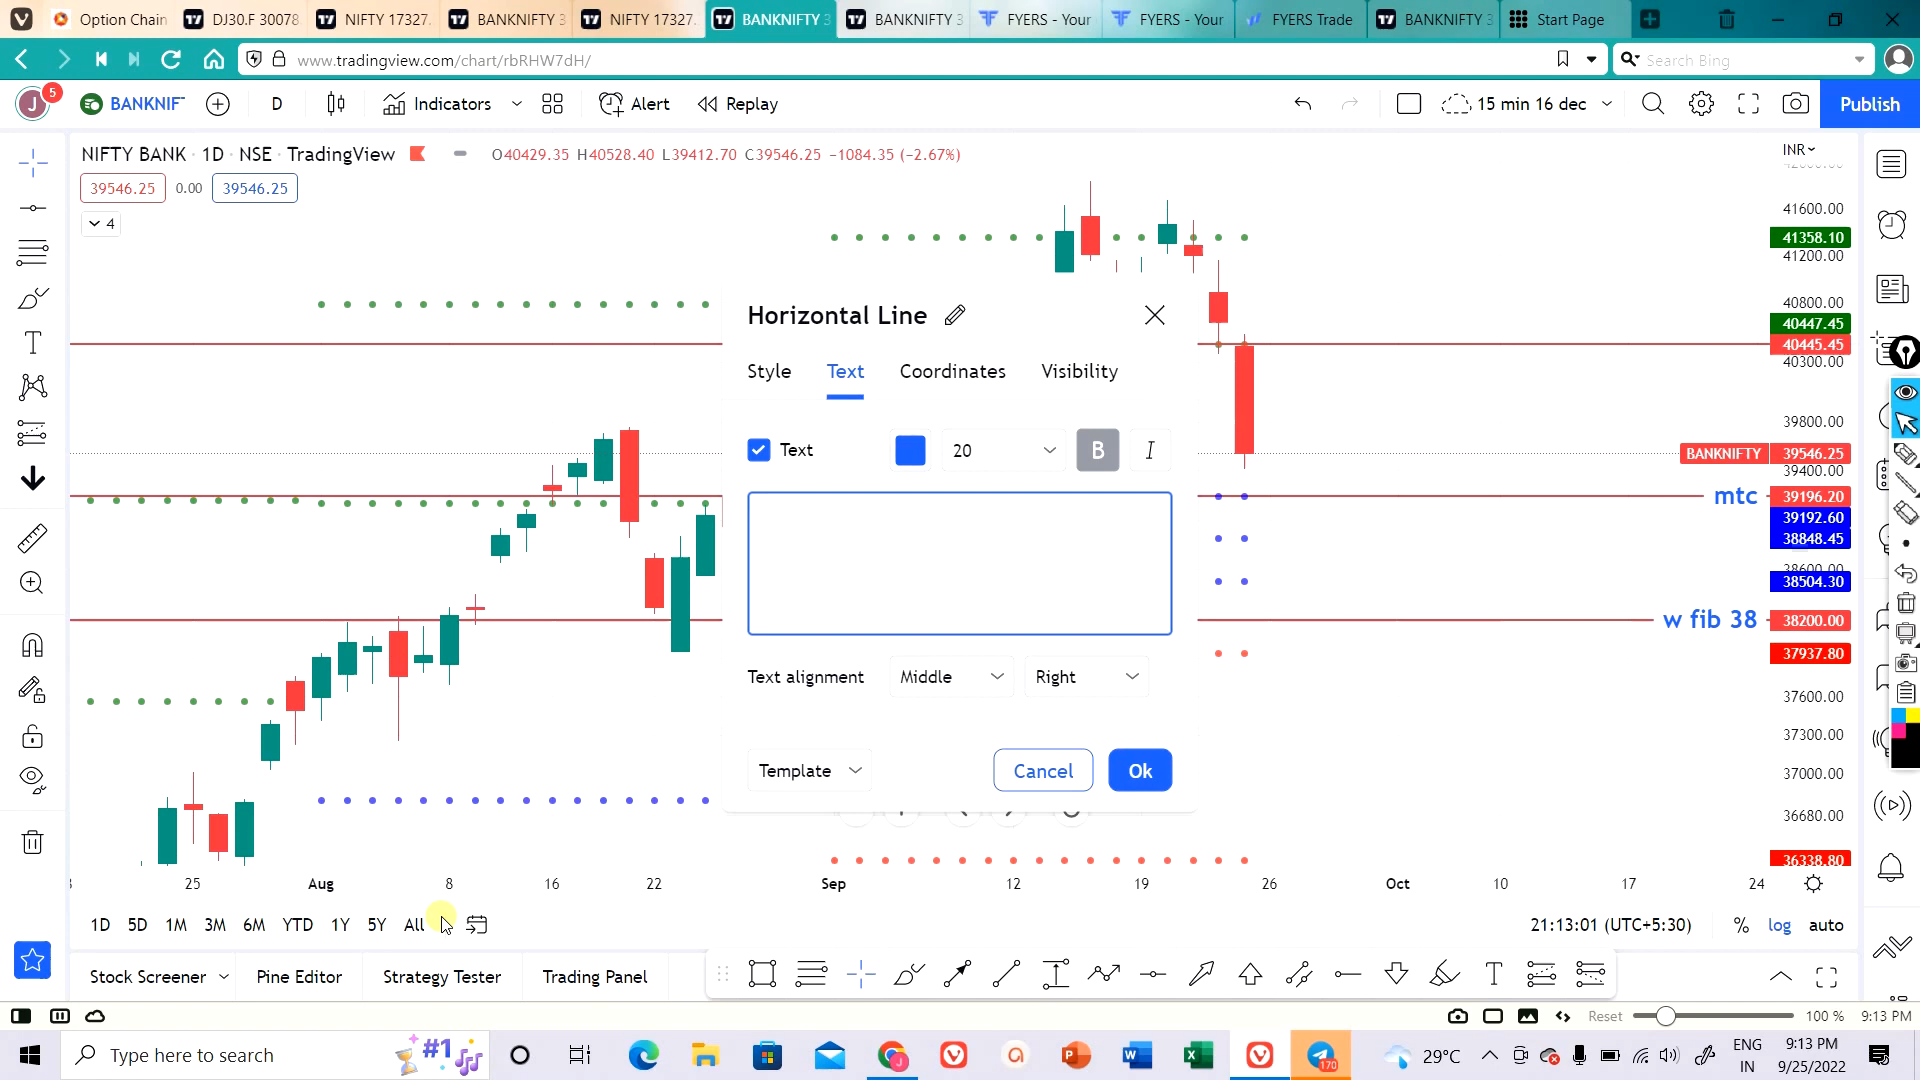 Option Chain
DJ30.F 30078
NIFTY 17327.
BANKNIFTY 3
NIFTY 17327.
BANKNIFTY 3
BANKNIFTY 3
FYERS - Your
FYERS - Your
FYERS Trade
BANKNIFTY 3
Start Page
www.tradingview.com/chart/rbRHW7dH/
Search Bing
J
5
BANKNIF
D
Indicators
Alert
Replay
15 min 16 dec
Publish
NIFTY BANK · 1D · NSE · TradingView
O40429.35 H40528.40 L39412.70 C39546.25 −1084.35 (−2.67%)
INR
39546.25
0.00
39546.25
4
41600.00
41358.10
41200.00
40800.00
40447.45
40445.45
40300.00
39800.00
BANKNIFTY 39546.25
39400.00
mtc 39196.20
39192.60
38848.45
38600.00
38504.30
w fib 38 38200.00
37937.80
37600.00
37300.00
37000.00
36680.00
36338.80
Horizontal Line
Style
Text
Coordinates
Visibility
Text
20
B
I
Text alignment
Middle
Right
Template
Cancel
Ok
25
Aug
8
16
22
Sep
12
19
26
Oct
10
17
24
1D
5D
1M
3M
6M
YTD
1Y
5Y
All
21:13:01 (UTC+5:30)
%
log
auto
Stock Screener
Pine Editor
Strategy Tester
Trading Panel
Reset
100 %
9:13 PM
Type here to search
#1
170
29°C
ENG
IN
9:13 PM
9/25/2022